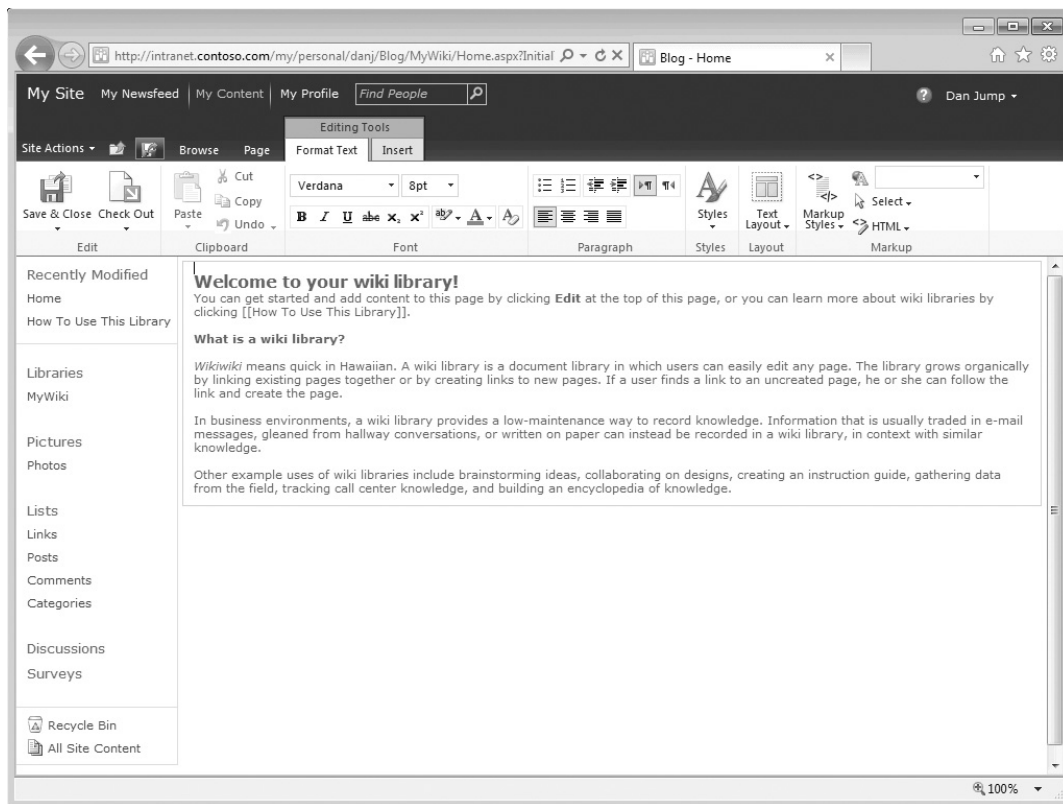 http://intranet.contoso.com/my/personal/danj/Blog/MyWiki/Home.aspx?Initial
Blog - Home
My Site My Newsfeed My Content My Profile Find People
Dan Jump
Editing Tools
Site Actions Browse Page Format Text Insert
Save & Close Check Out Paste Cut Copy Undo
Verdana 8pt
B I U abc x₂ x² ab A A
Styles Text Layout Markup Styles Select HTML
Edit Clipboard Font Paragraph Styles Layout Markup
Recently Modified
Home
How To Use This Library
Libraries
MyWiki
Pictures
Photos
Lists
Links
Posts
Comments
Categories
Discussions
Surveys
Recycle Bin
All Site Content
Welcome to your wiki library!
You can get started and add content to this page by clicking Edit at the top of this page, or you can learn more about wiki libraries by
clicking [[How To Use This Library]].
What is a wiki library?
Wikiwiki means quick in Hawaiian. A wiki library is a document library in which users can easily edit any page. The library grows organically
by linking existing pages together or by creating links to new pages. If a user finds a link to an uncreated page, he or she can follow the
link and create the page.
In business environments, a wiki library provides a low-maintenance way to record knowledge. Information that is usually traded in e-mail
messages, gleaned from hallway conversations, or written on paper can instead be recorded in a wiki library, in context with similar
knowledge.
Other example uses of wiki libraries include brainstorming ideas, collaborating on designs, creating an instruction guide, gathering data
from the field, tracking call center knowledge, and building an encyclopedia of knowledge.
100%